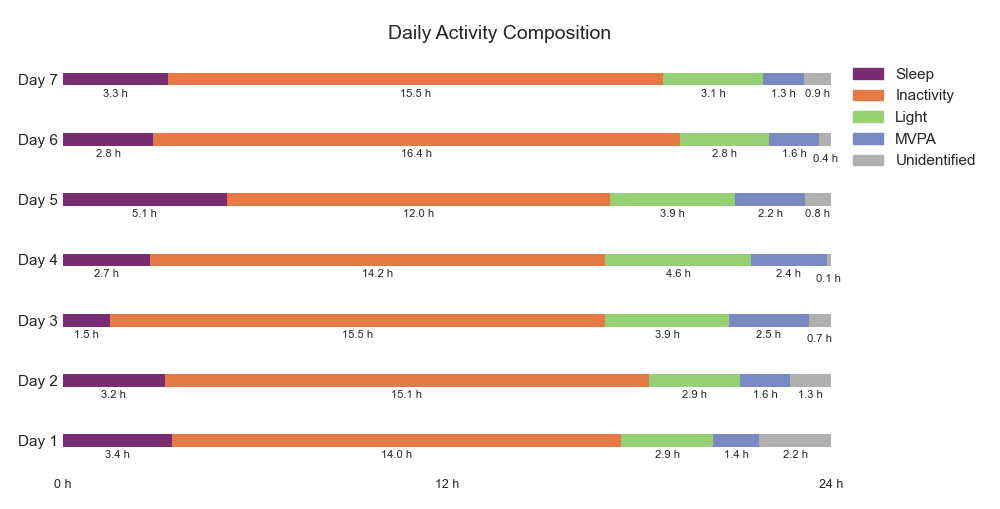 Daily Activity Composition
Day 7
3.3 h 15.5 h 3.1 h 1.3 h 0.9 h
Day 6
2.8 h 16.4 h 2.8 h 1.6 h 0.4 h
Day 5
5.1 h 12.0 h 3.9 h 2.2 h 0.8 h
Day 4
2.7 h 14.2 h 4.6 h 2.4 h 0.1 h
Day 3
1.5 h 15.5 h 3.9 h 2.5 h 0.7 h
Day 2
3.2 h 15.1 h 2.9 h 1.6 h 1.3 h
Day 1
3.4 h 14.0 h 2.9 h 1.4 h 2.2 h
0 h 12 h 24 h
Sleep
Inactivity
Light
MVPA
Unidentified